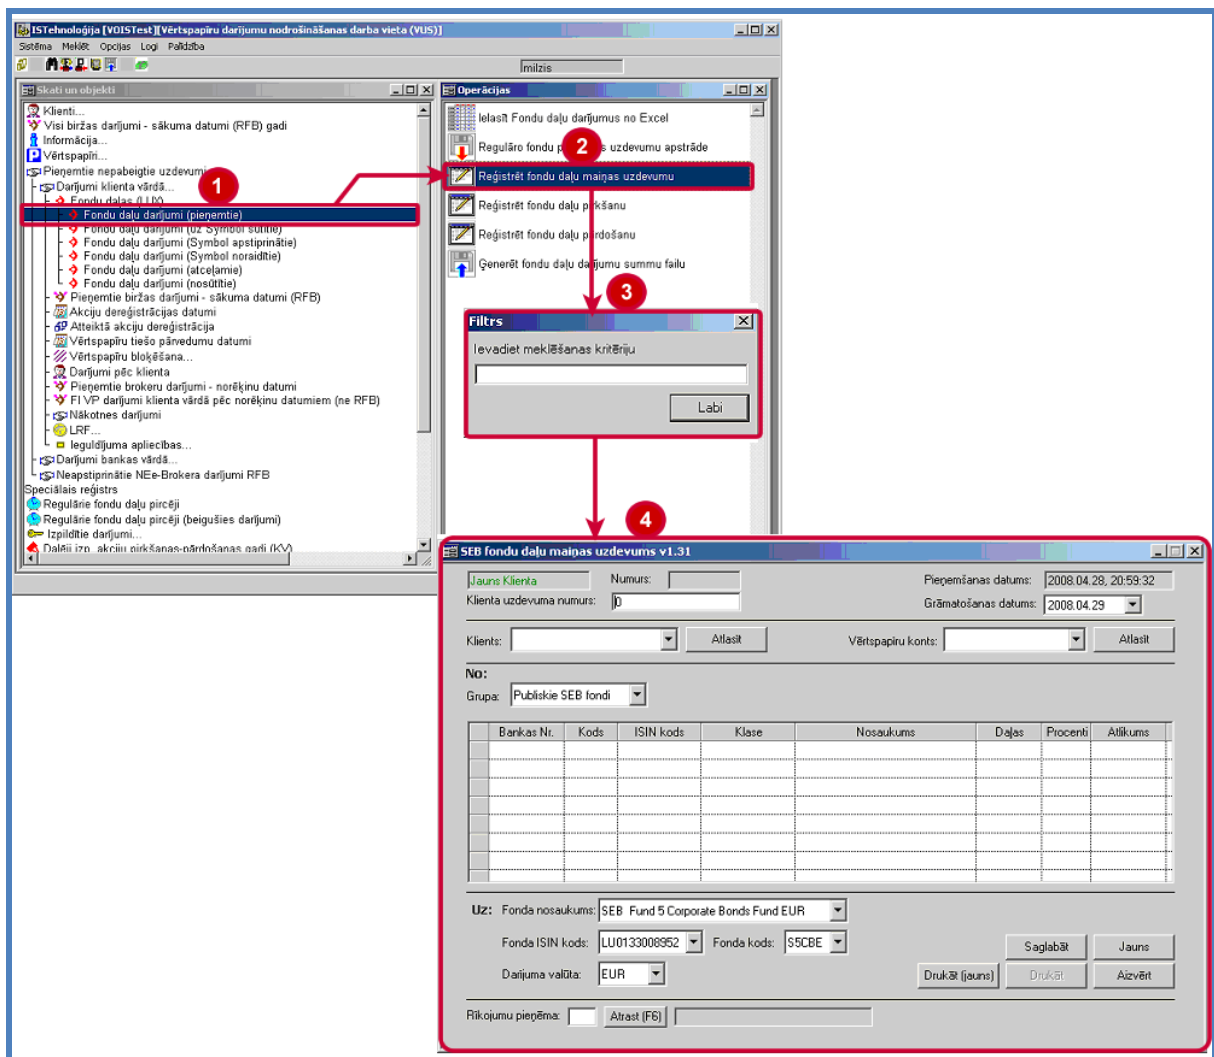 ISTehnoloģija [VOISTest][Vērtspapīru darījumu nodrošināšanas darba vieta (VUS)]
Sistēma Meklēt Opcijas Logi Palīdzība
milzis
Skati un objekti
Klienti...
Visi biržas darījumi - sākuma datumi (RFB) gadi
Informācija...
Vērtspapīri...
Pieņemtie nepabeigtie uzdevumi
Darījumi klienta vārdā...
1
Fondu daļas (LUX)
Fondu daļu darījumi (pieņemtie)
Fondu daļu darījumi (uz Symbol sūtītie)
Fondu daļu darījumi (Symbol apstiprinātie)
Fondu daļu darījumi (Symbol noraidītie)
Fondu daļu darījumi (atceļamie)
Fondu daļu darījumi (nosūtītie)
Pieņemtie biržas darījumi - sākuma datumi (RFB)
Akciju dereģistrācijas datumi
Atteiktā akciju dereģistrācija
Vērtspapīru tiešo pārvedumu datumi
Vērtspapīru bloķēšana...
Darījumi pēc klienta
Pieņemtie brokeru darījumi - norēķinu datumi
FI VP darījumi klienta vārdā pēc norēķinu datumiem (ne RFB)
Nākotnes darījumi
LRF...
Ieguldījuma apliecības...
Darījumi bankas vārdā...
Neapstiprinātie NEe-Brokera darījumi RFB
Speciālais reģistrs
Regulārie fondu daļu pircēji
Regulārie fondu daļu pircēji (beigušies darījumi)
Izpildītie darījumi...
Daļēji izp. akciju pirkšanas-pārdošanas gadi (KV)
Operācijas
Ielasīt Fondu daļu darījumus no Excel
2
Regulāro fondu p s uzdevumu apstrāde
Reģistrēt fondu daļu maiņas uzdevumu
Reģistrēt fondu daļu pirkšanu
Reģistrēt fondu daļu pārdošanu
Ģenerēt fondu daļu darījumu summu failu
3
Filtrs
Ievadiet meklēšanas kritēriju
Labi
4
SEB fondu daļu maiņas uzdevums v1.31
Jauns Klienta Numurs: Pieņemšanas datums: 2008.04.28, 20:59:32
Klienta uzdevuma numurs: 0 Grāmatošanas datums: 2008.04.29
Klients: Atlasīt Vērtspapīru konts: Atlasīt
No:
Grupa: Publiskie SEB fondi
Bankas Nr. Kods ISIN kods Klase Nosaukums Daļas Procenti Atlikums
Uz: Fonda nosaukums: SEB Fund 5 Corporate Bonds Fund EUR
Fonda ISIN kods: LU0133008952 Fonda kods: S5CBE Saglabāt Jauns
Darījuma valūta: EUR Drukāt (jauns) Drukāt Aizvērt
Rīkojumu pieņēma: Atrast (F6)